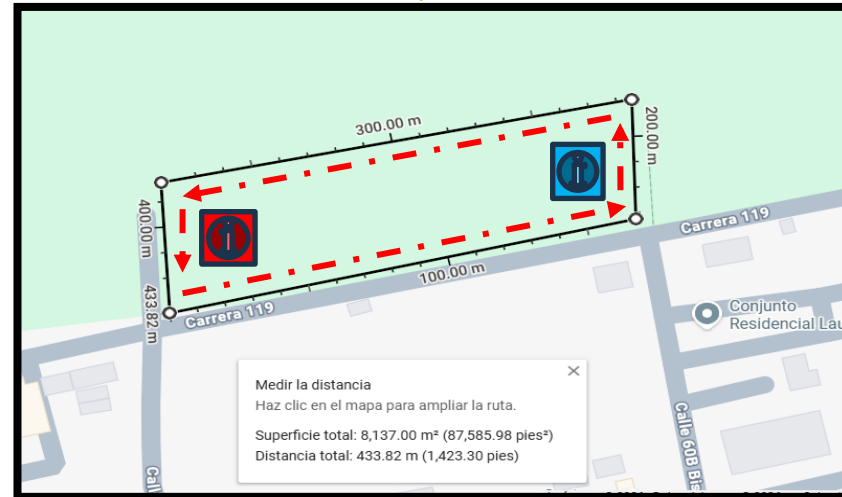 300.00 m
200.00 m
400.00 m
433.82 m
100.00 m
Carrera 119
Carrera 119
Conjunto
Residencial Lau
Medir la distancia
Haz clic en el mapa para ampliar la ruta.
Superficie total: 8,137.00 m² (87,585.98 pies²)
Distancia total: 433.82 m (1,423.30 pies)
Calle 60B Bis
Call